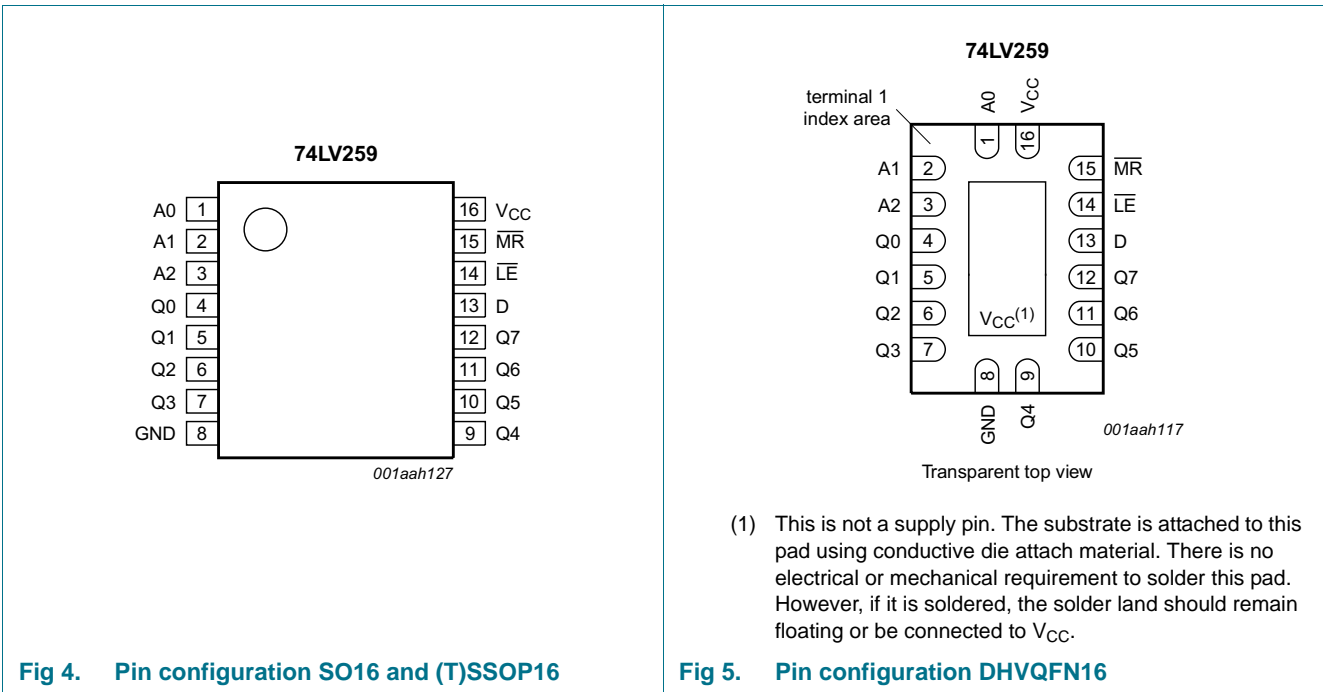 74LV259
A0 1
A1 2
A2 3
Q0 4
Q1 5
Q2 6
Q3 7
GND 8
16 VCC
15 MR
14 LE
13 D
12 Q7
11 Q6
10 Q5
9 Q4
001aah127
Fig 4. Pin configuration SO16 and (T)SSOP16
74LV259
terminal 1
index area
A0
VCC
1
16
A1 2
A2 3
Q0 4
Q1 5
Q2 6
Q3 7
15 MR
14 LE
13 D
12 Q7
11 Q6
10 Q5
VCC(1)
8
9
GND
Q4
001aah117
Transparent top view
(1) This is not a supply pin. The substrate is attached to this
pad using conductive die attach material. There is no
electrical or mechanical requirement to solder this pad.
However, if it is soldered, the solder land should remain
floating or be connected to VCC.
Fig 5. Pin configuration DHVQFN16